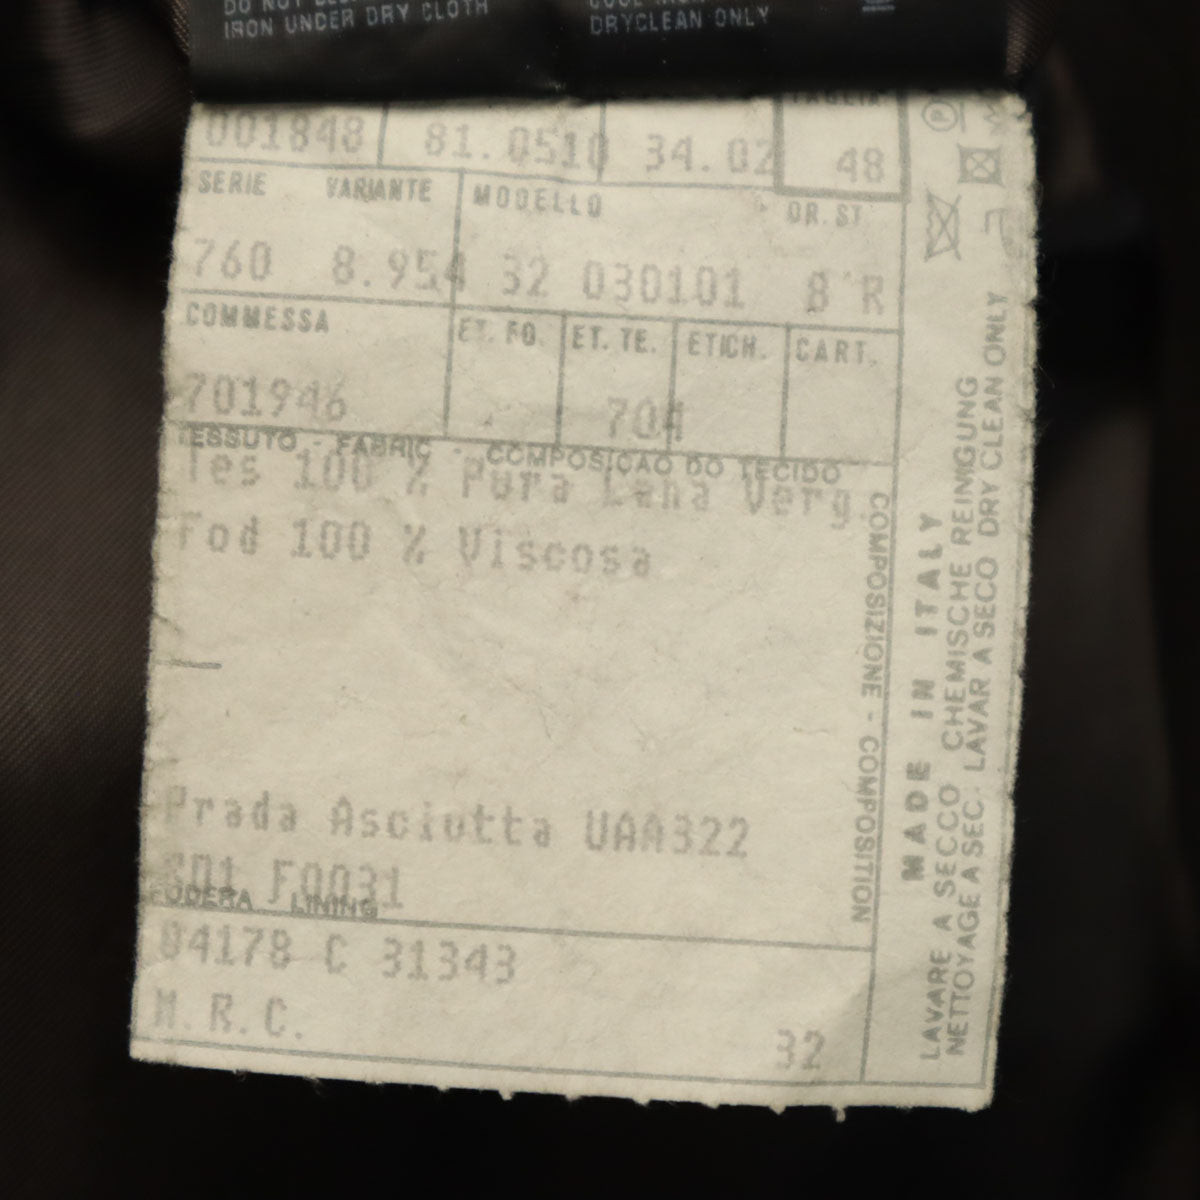 IRON UNDER DRY CLOTH
DRYCLEAN ONLY
TAGLIA
001848 81.0510 34.02 48
SERIE VARIANTE MODELLO DR.ST
760 8.954 32 030101 8 R
COMMESSA ET. FO. ET. TE. ETICH. CART.
701946 704
TESSUTO - FABRIC - COMPOSIÇAO DO TECIDO
Tes 100 % Pura Lana Verg
Fod 100 % Viscosa
Prada Asciutta UAA322
S01 F0031
FODERA LINING
04178 C 31343
M.R.C.
32
COMPOSIZIONE - COMPOSITION
MADE IN ITALY
LAVARE A SECCO CHEMISCHE REINIGUNG
NETTOYAGE A SEC. LAVAR A SECO DRY CLEAN ONLY
P